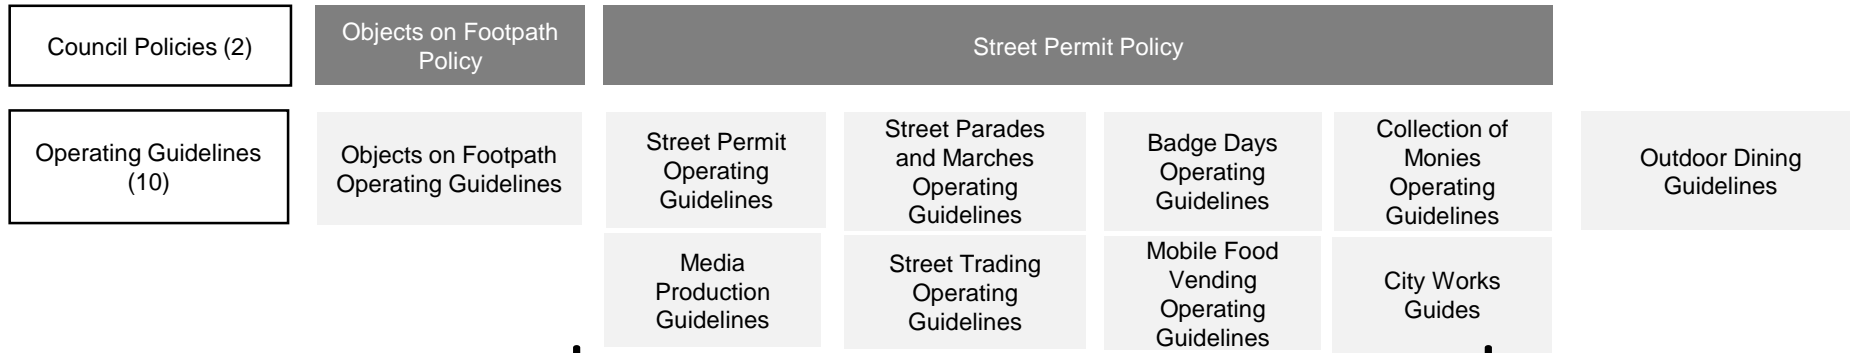 Council Policies (2)
Objects on Footpath
Policy
Street Permit Policy
Operating Guidelines
(10)
Objects on Footpath
Operating Guidelines
Street Permit
Operating
Guidelines
Street Parades
and Marches
Operating
Guidelines
Badge Days
Operating
Guidelines
Collection of
Monies
Operating
Guidelines
Outdoor Dining
Guidelines
Media
Production
Guidelines
Street Trading
Operating
Guidelines
Mobile Food
Vending
Operating
Guidelines
City Works
Guides